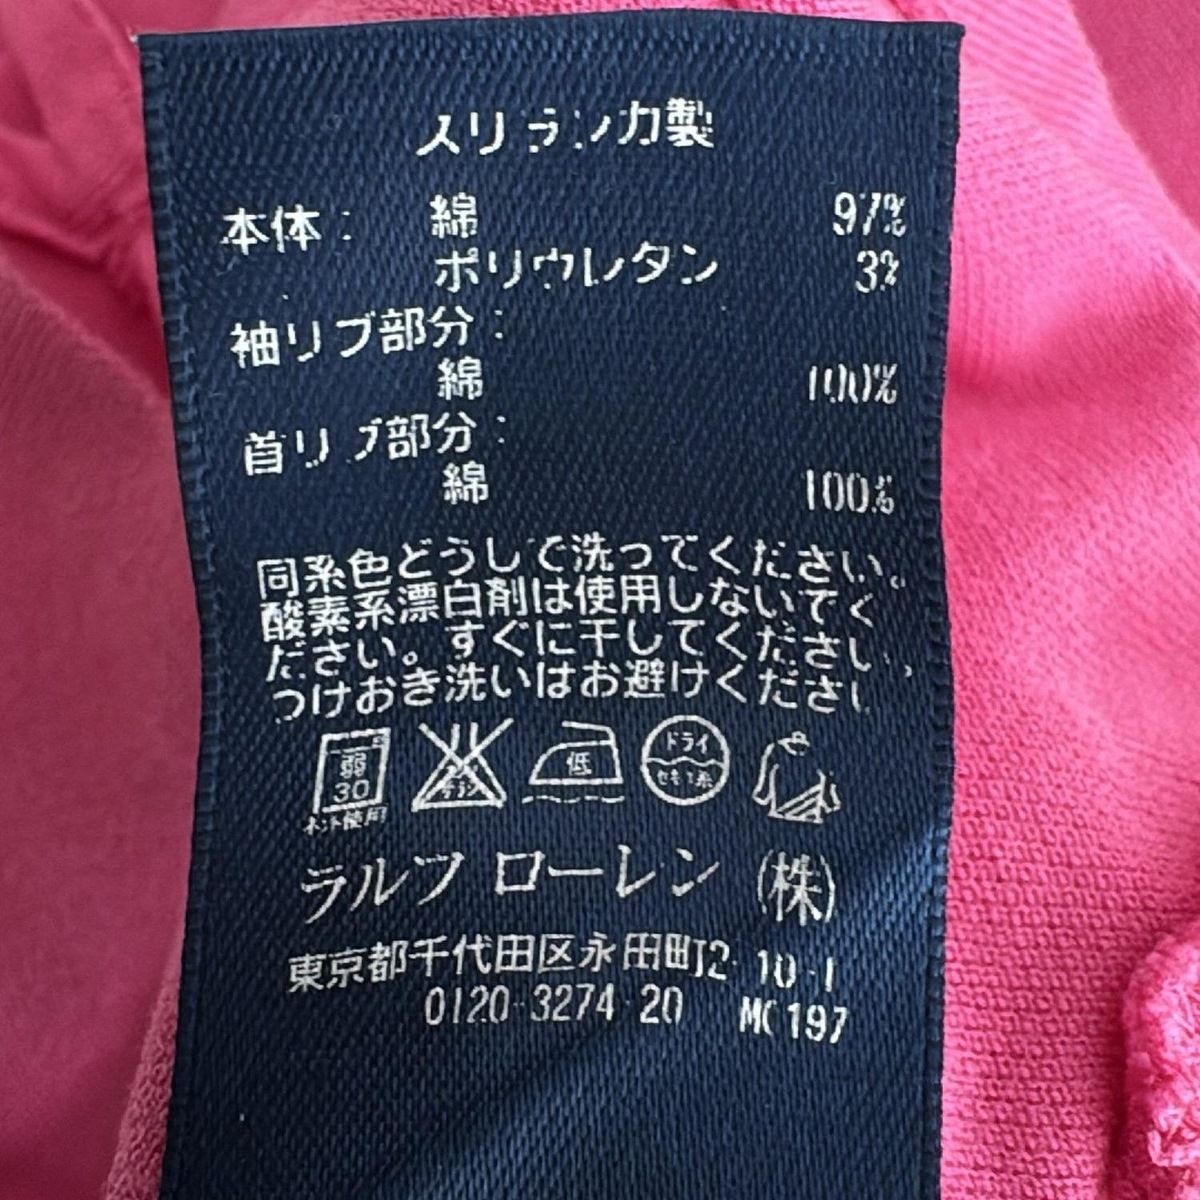 スリランカ製
本体: 綿 97%
ポリウレタン 3%
袖リブ部分:
綿 100%
首リブ部分:
綿 100%
同系色どうしで洗ってください。
酸素系漂白剤は使用しないでく
ださい。すぐに干してください。
つけおき洗いはお避けください
弱 30 ネット使用
エンソサラシ
低
ドライ セキユ系
ラルフ ローレン (株)
東京都千代田区永田町2-10-1
0120-3274-20 MC197